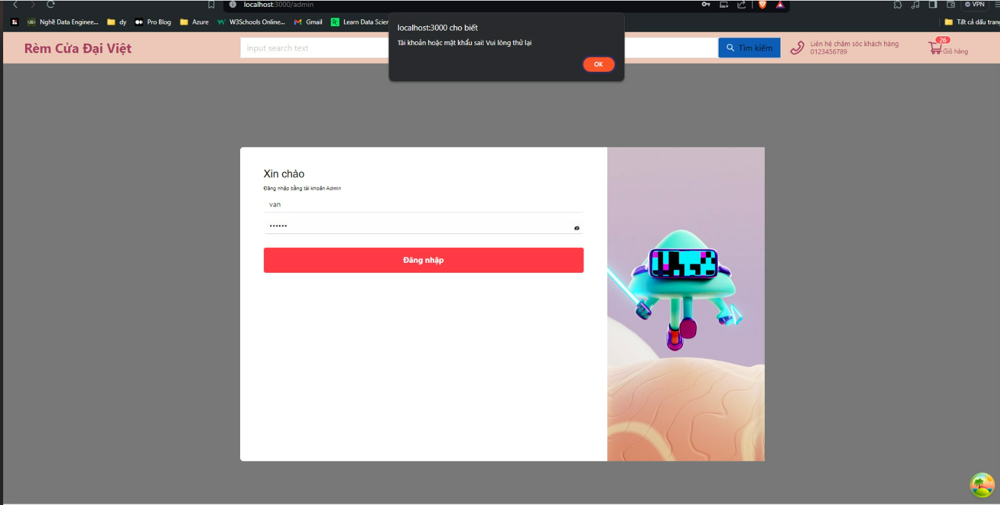 localhost:3000/admin
VPN
Nghề Data Enginee...
dy
Pro Blog
Azure
W3Schools Online...
Gmail
Learn Data Scier
Tất cả dấu trang
localhost:3000 cho biết
Tài khoản hoặc mật khẩu sai! Vui lòng thử lại
OK
Rèm Cửa Đại Việt
input search text
Tìm kiếm
Liên hệ chăm sóc khách hàng
0123456789
26
Giỏ hàng
Xin chào
Đăng nhập bằng tài khoản Admin
van
••••••
Đăng nhập